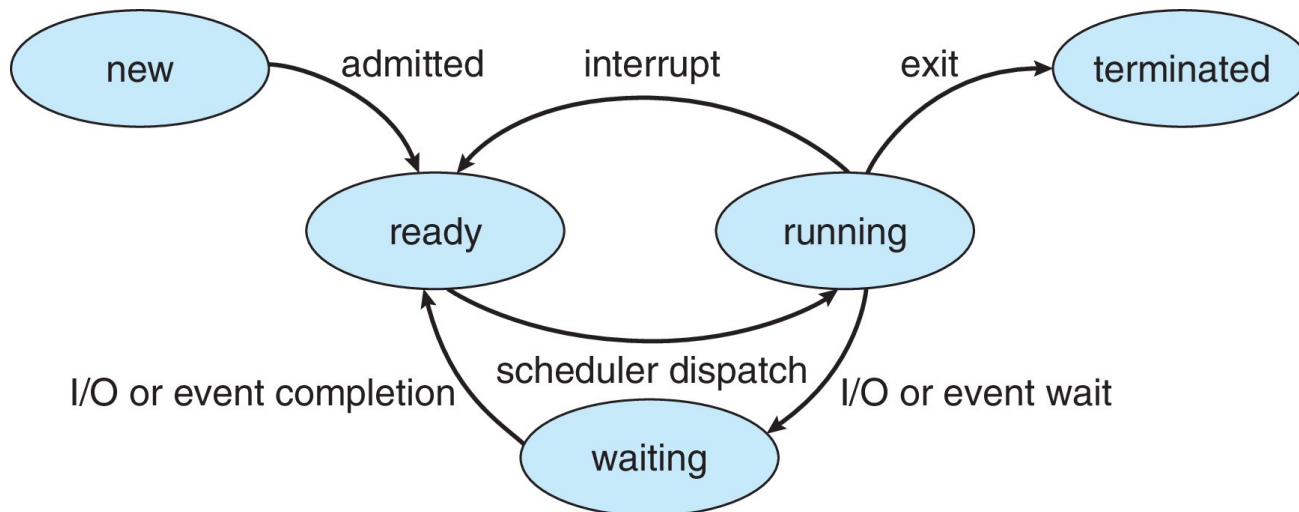 new
admitted
interrupt
exit
terminated
ready
running
I/O or event completion
scheduler dispatch
I/O or event wait
waiting